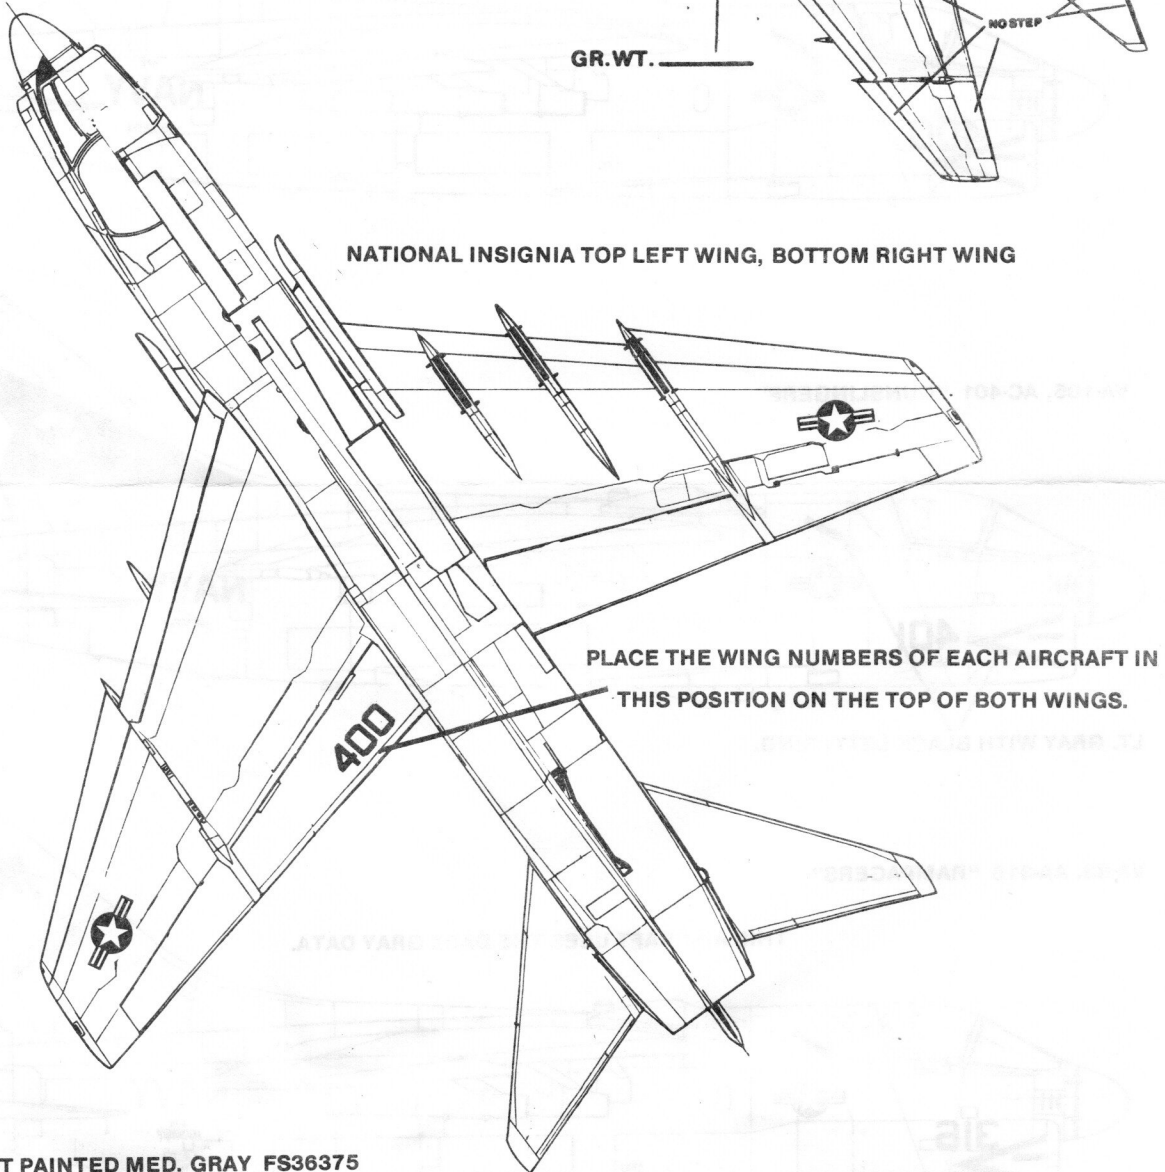 GR.WT.
NO STEP
NATIONAL INSIGNIA TOP LEFT WING, BOTTOM RIGHT WING
PLACE THE WING NUMBERS OF EACH AIRCRAFT IN
THIS POSITION ON THE TOP OF BOTH WINGS.
400
T PAINTED MED. GRAY FS36375